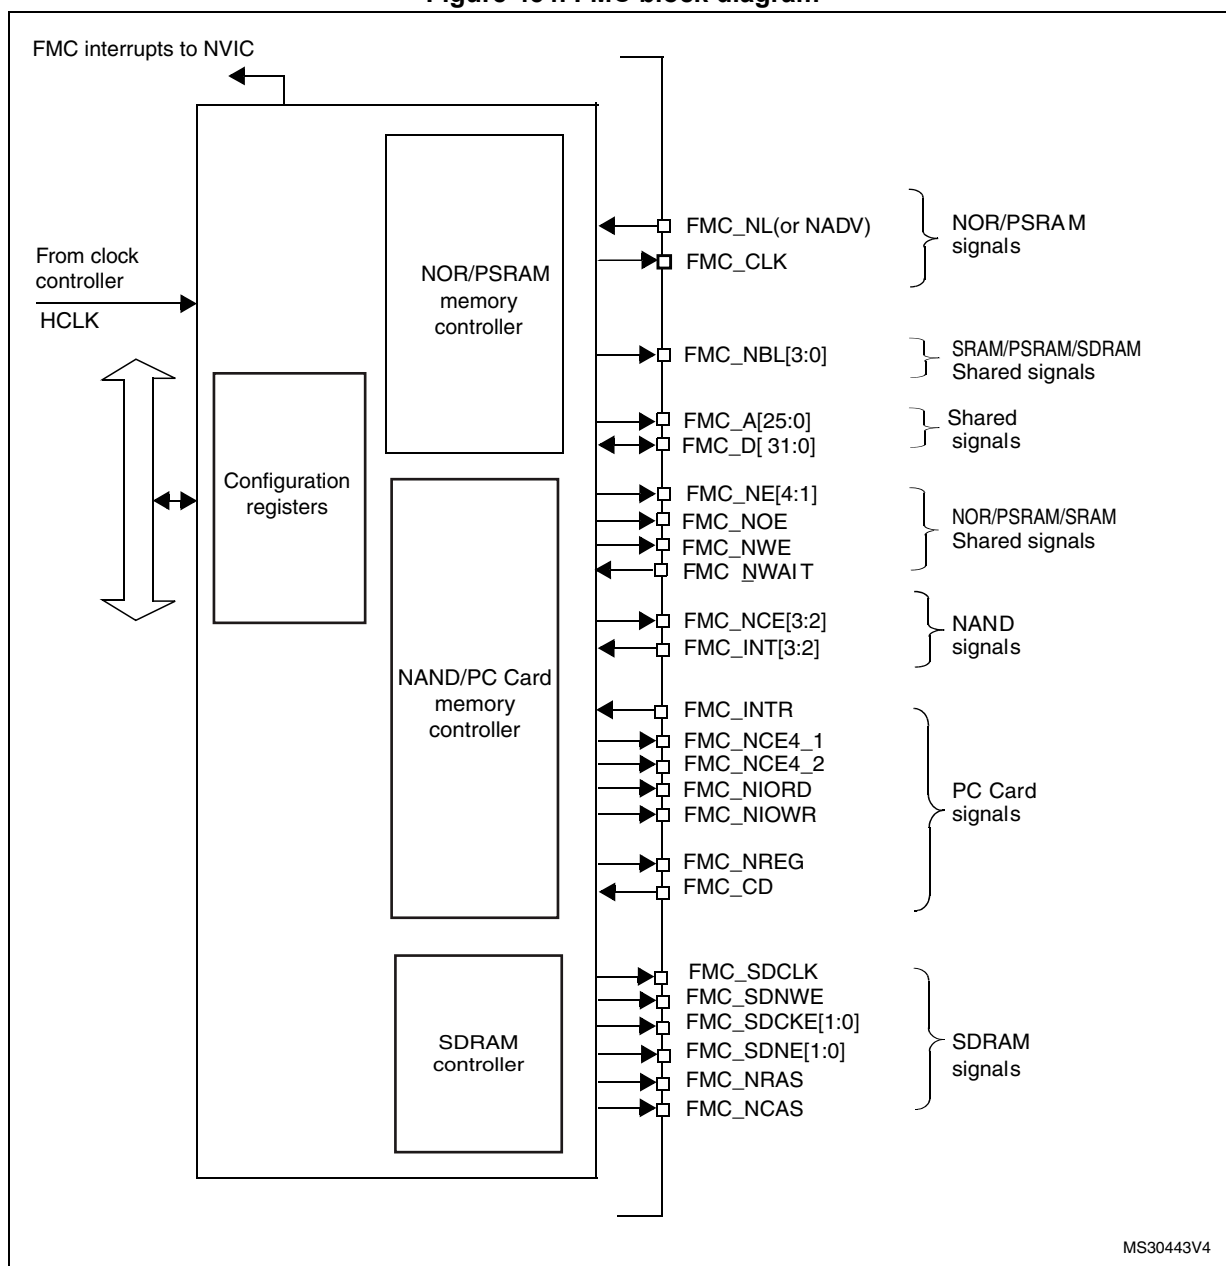 FMC interrupts to NVIC
From clock
controller
HCLK
Configuration
registers
NOR/PSRAM
memory
controller
NAND/PC Card
memory
controller
SDRAM
controller
FMC_NL(or NADV)
FMC_CLK
NOR/PSRAM
signals
FMC_NBL[3:0]
SRAM/PSRAM/SDRAM
Shared signals
FMC_A[25:0]
FMC_D[ 31:0]
Shared
signals
FMC_NE[4:1]
FMC_NOE
FMC_NWE
FMC_NWAIT
NOR/PSRAM/SRAM
Shared signals
FMC_NCE[3:2]
FMC_INT[3:2]
NAND
signals
FMC_INTR
FMC_NCE4_1
FMC_NCE4_2
FMC_NIORD
FMC_NIOWR
FMC_NREG
FMC_CD
PC Card
signals
FMC_SDCLK
FMC_SDNWE
FMC_SDCKE[1:0]
FMC_SDNE[1:0]
FMC_NRAS
FMC_NCAS
SDRAM
signals
MS30443V4